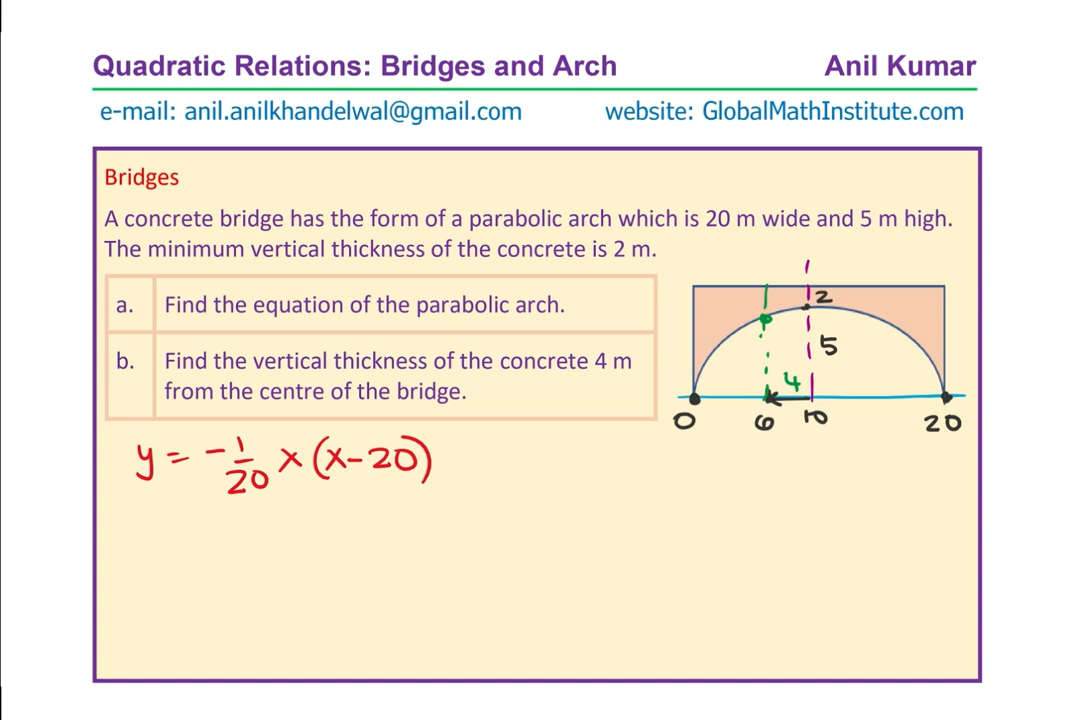 Quadratic Relations: Bridges and Arch Anil Kumar
e-mail: anil.anilkhandelwal@gmail.com website: GlobalMathInstitute.com
Bridges
A concrete bridge has the form of a parabolic arch which is 20 m wide and 5 m high.
The minimum vertical thickness of the concrete is 2 m.
a. Find the equation of the parabolic arch.
b. Find the vertical thickness of the concrete 4 m
from the centre of the bridge.
2
5
4
0 6 10 20
y = -1/20 x (x-20)